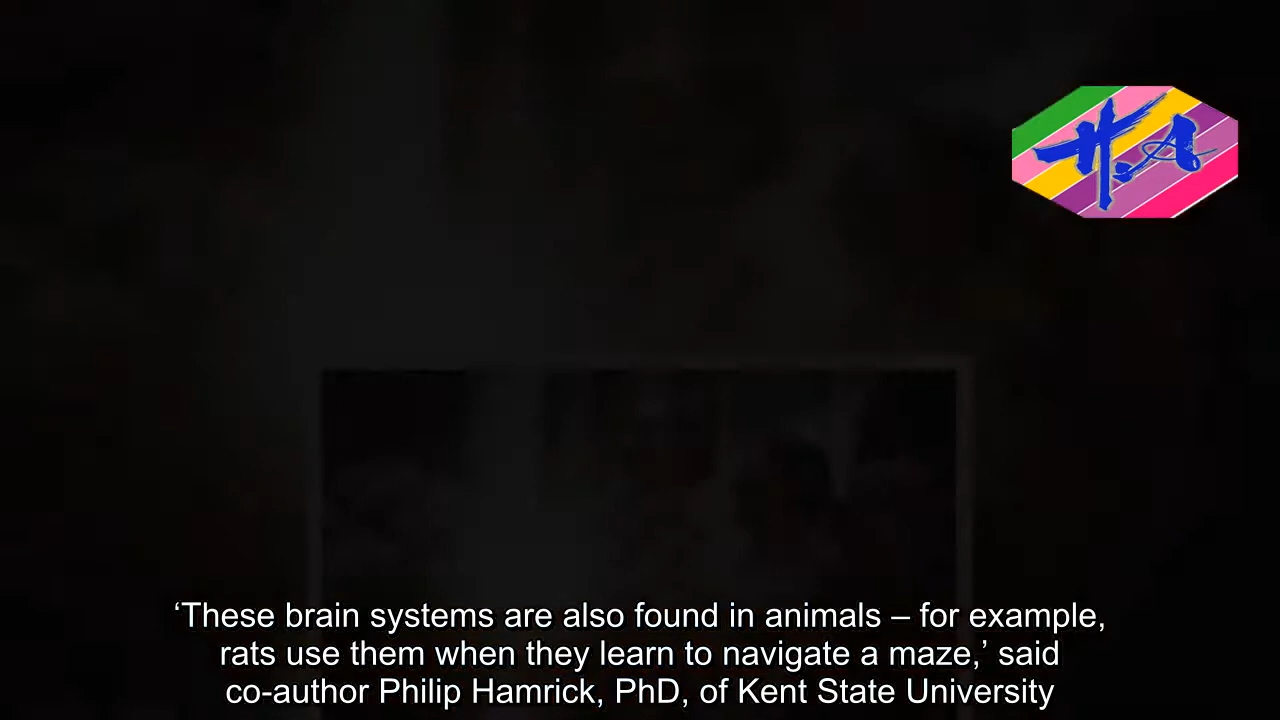 H.A
‘These brain systems are also found in animals – for example,
rats use them when they learn to navigate a maze,’ said
co-author Philip Hamrick, PhD, of Kent State University